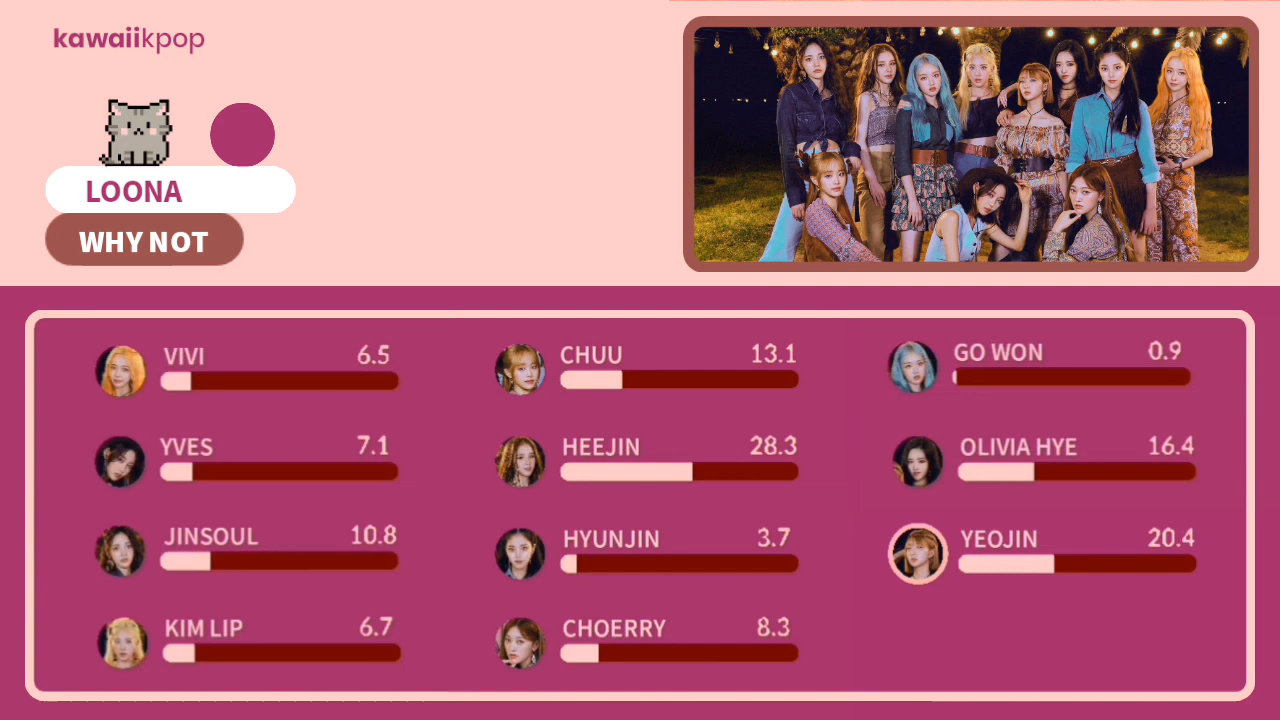 kawaiikpop
LOONA
WHY NOT
VIVI 6.5
YVES 7.1
JINSOUL 10.8
KIM LIP 6.7
CHUU 13.1
HEEJIN 28.3
HYUNJIN 3.7
CHOERRY 8.3
GO WON 0.9
OLIVIA HYE 16.4
YEOJIN 20.4